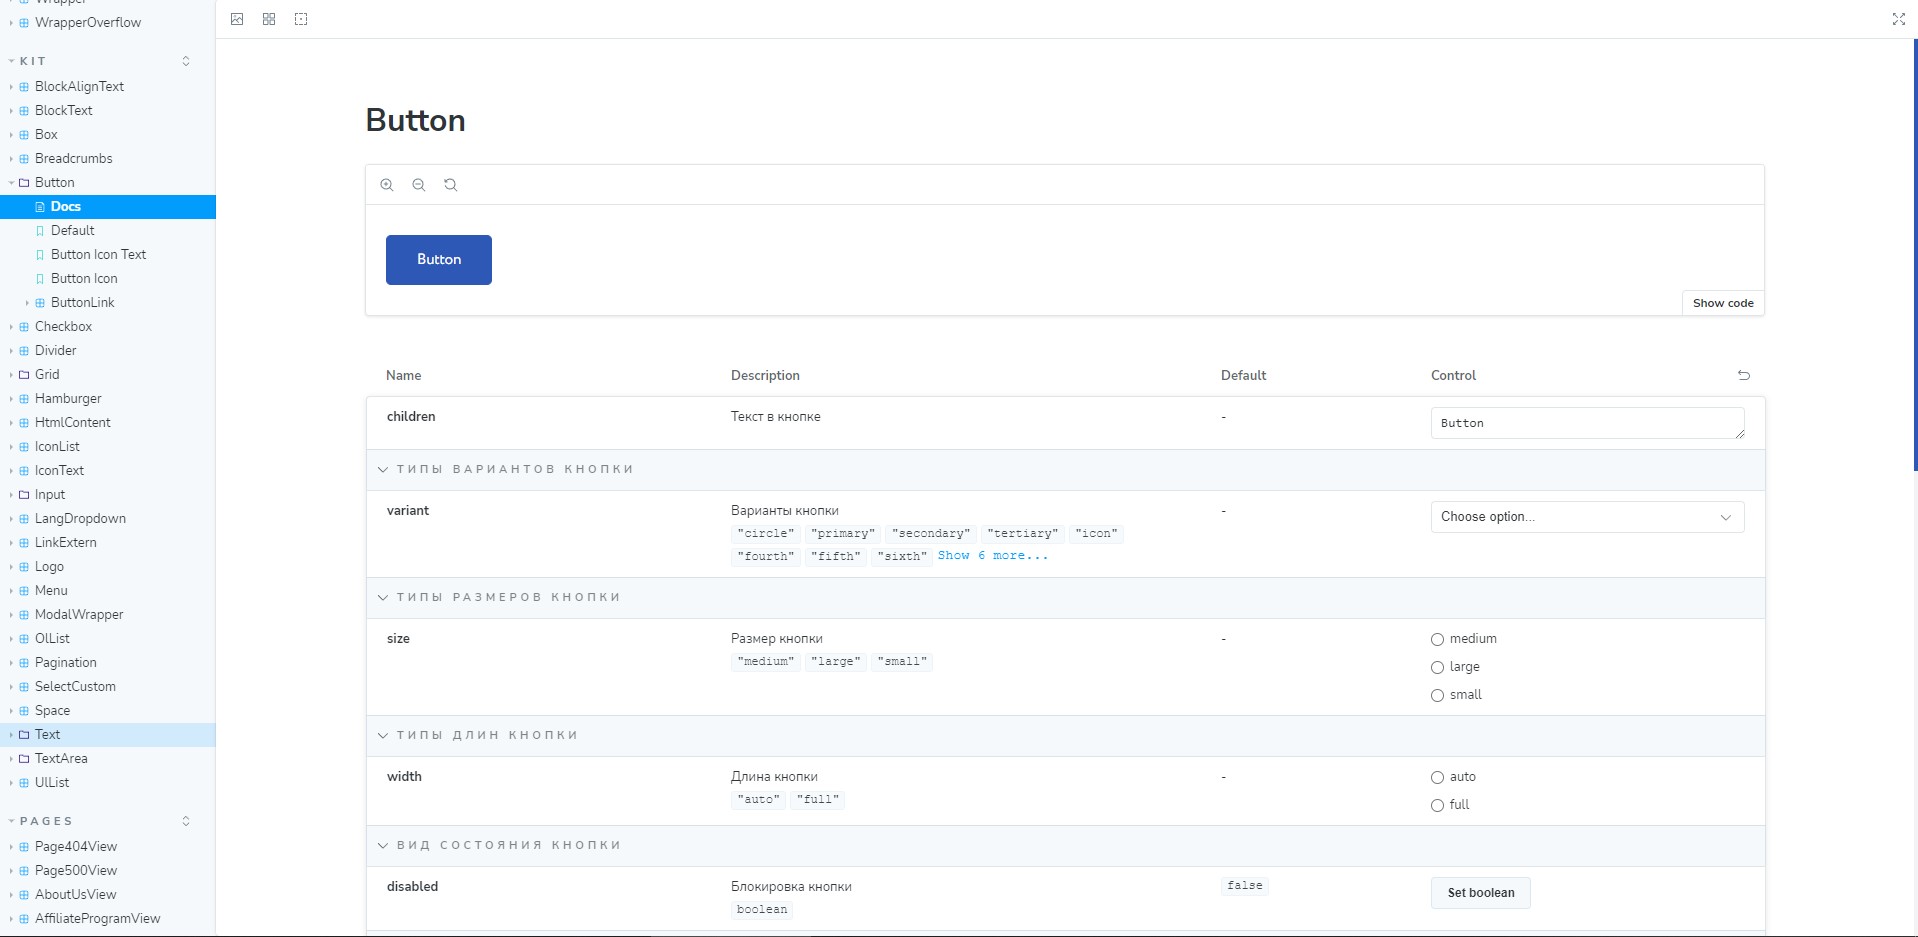 Wrapper
WrapperOverflow
KIT
BlockAlignText
BlockText
Box
Breadcrumbs
Button
Docs
Default
Button Icon Text
Button Icon
ButtonLink
Checkbox
Divider
Grid
Hamburger
HtmlContent
IconList
IconText
Input
LangDropdown
LinkExtern
Logo
Menu
ModalWrapper
OlList
Pagination
SelectCustom
Space
Text
TextArea
UlList
PAGES
Page404View
Page500View
AboutUsView
AffiliateProgramView
Button
Button
Show code
Name Description Default Control
children Текст в кнопке - Button
ТИПЫ ВАРИАНТОВ КНОПКИ
variant Варианты кнопки - Choose option...
"circle" "primary" "secondary" "tertiary" "icon"
"fourth" "fifth" "sixth" Show 6 more...
ТИПЫ РАЗМЕРОВ КНОПКИ
size Размер кнопки - medium
"medium" "large" "small"
large
small
ТИПЫ ДЛИН КНОПКИ
width Длина кнопки - auto
"auto" "full"
full
ВИД СОСТОЯНИЯ КНОПКИ
disabled Блокировка кнопки false Set boolean
boolean